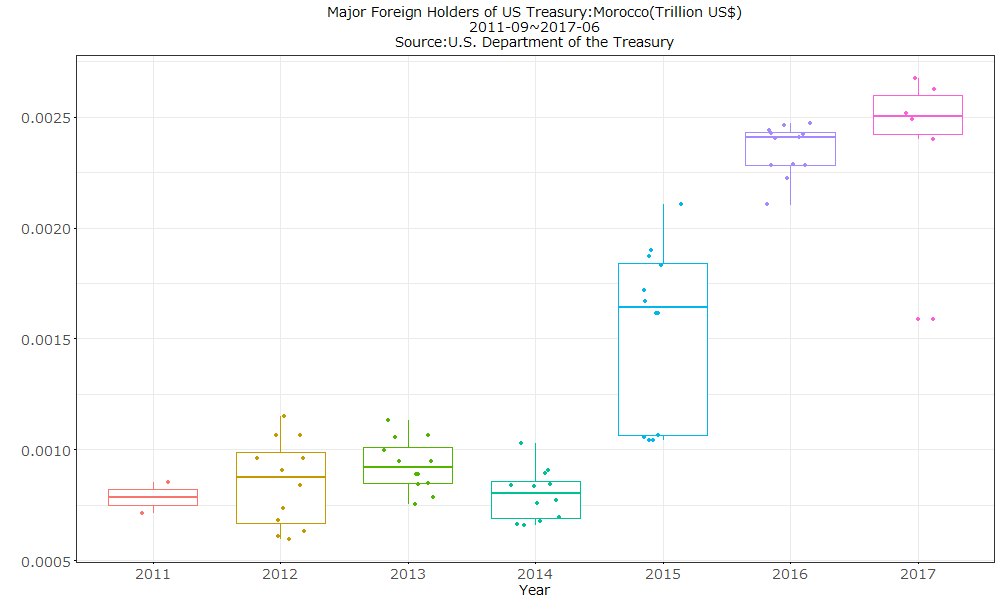 Major Foreign Holders of US Treasury:Morocco(Trillion US$)
2011-09~2017-06
Source:U.S. Department of the Treasury
0.0025
0.0020
0.0015
0.0010
0.0005
2011 2012 2013 2014 2015 2016 2017
Year